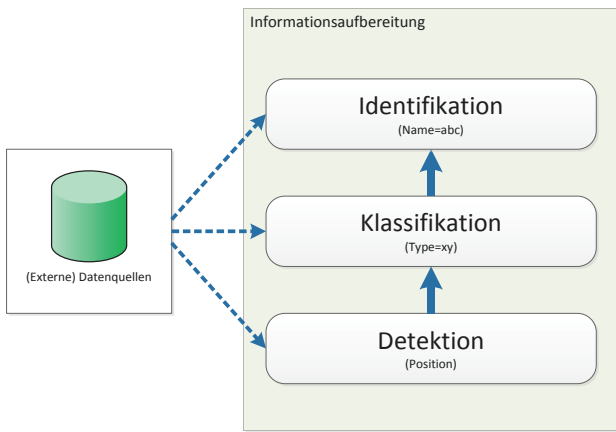 Informationsaufbereitung
Identifikation
(Name=abc)
Klassifikation
(Type=xy)
(Externe) Datenquellen
Detektion
(Position)